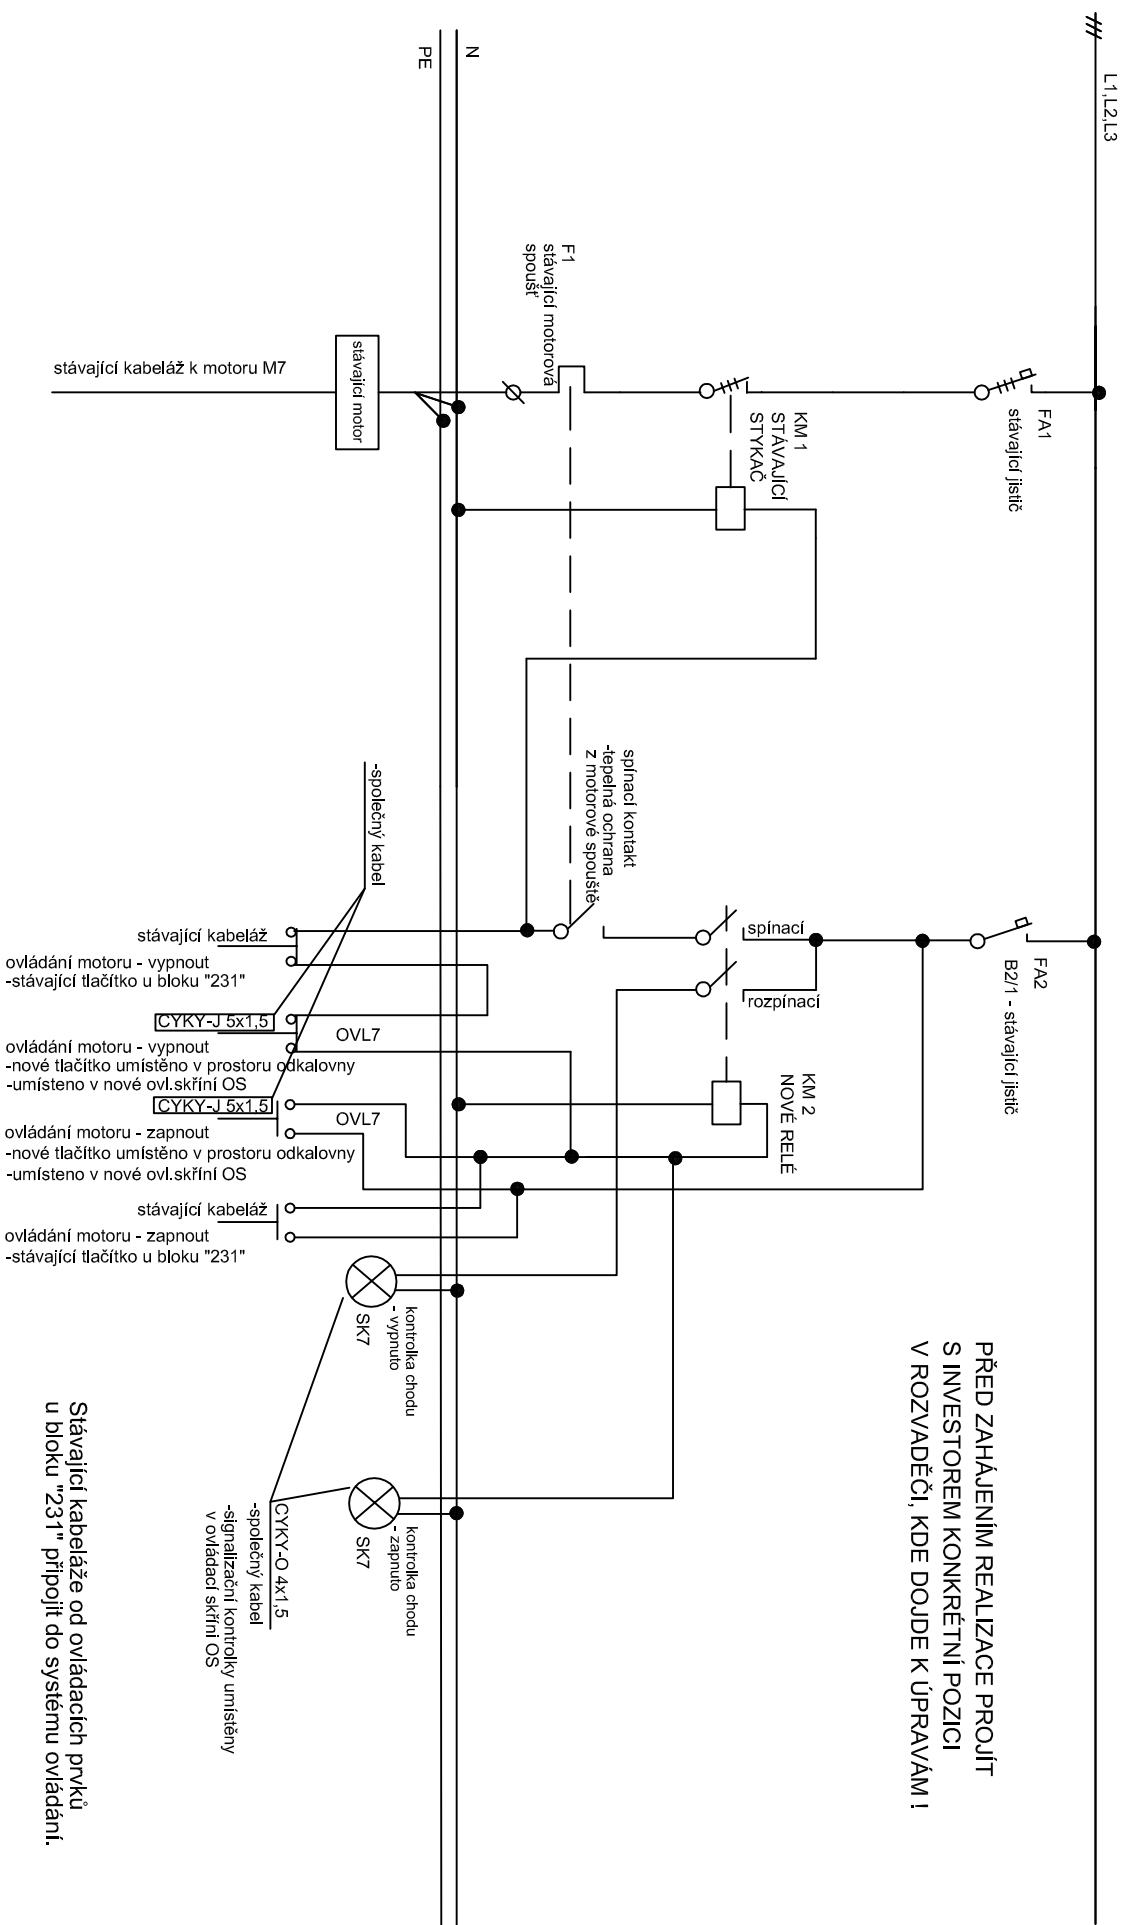 L1,L2,L3
N
PE
FA1
stávající jistič
KM 1
STÁVAJÍCÍ
STYKAČ
F1
stávající motorová
spoušť
stávající motor
stávající kabeláž k motoru M7
FA2
B2/1 - stávající jistič
spínací
rozpínací
spínací kontakt
-tepelná ochrana
z motorové spouště
KM 2
NOVÉ RELÉ
-společný kabel
stávající kabeláž
ovládání motoru - vypnout
-stávající tlačítko u bloku "231"
CYKY-J 5x1,5
OVL7
ovládání motoru - vypnout
-nové tlačítko umístěno v prostoru odkalovny
-umísteno v nové ovl.skříní OS
CYKY-J 5x1,5
OVL7
ovládání motoru - zapnout
-nové tlačítko umístěno v prostoru odkalovny
-umísteno v nové ovl.skříní OS
stávající kabeláž
ovládání motoru - zapnout
-stávající tlačítko u bloku "231"
kontrolka chodu
- vypnuto
SK7
kontrolka chodu
- zapnuto
SK7
CYKY-O 4x1,5
-společný kabel
-signalizační kontrolky umístěny
v ovládací skříni OS
PŘED ZAHÁJENÍM REALIZACE PROJÍT
S INVESTOREM KONKRÉTNÍ POZICI
V ROZVADĚČI, KDE DOJDE K ÚPRAVÁM !
Stávající kabeláže od ovládacích prvků
u bloku "231" připojit do systému ovládání.